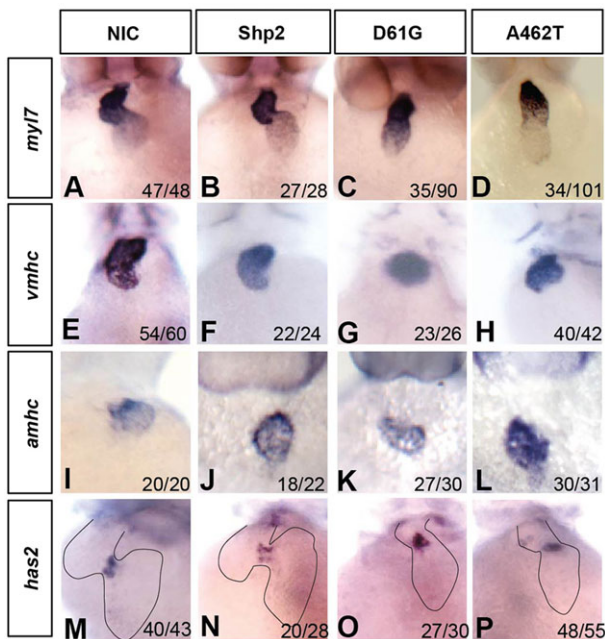 NIC Shp2 D61G A462T
myl7
A 47/48 B 27/28 C 35/90 D 34/101
vmhc
E 54/60 F 22/24 G 23/26 H 40/42
amhc
I 20/20 J 18/22 K 27/30 L 30/31
has2
M 40/43 N 20/28 O 27/30 P 48/55